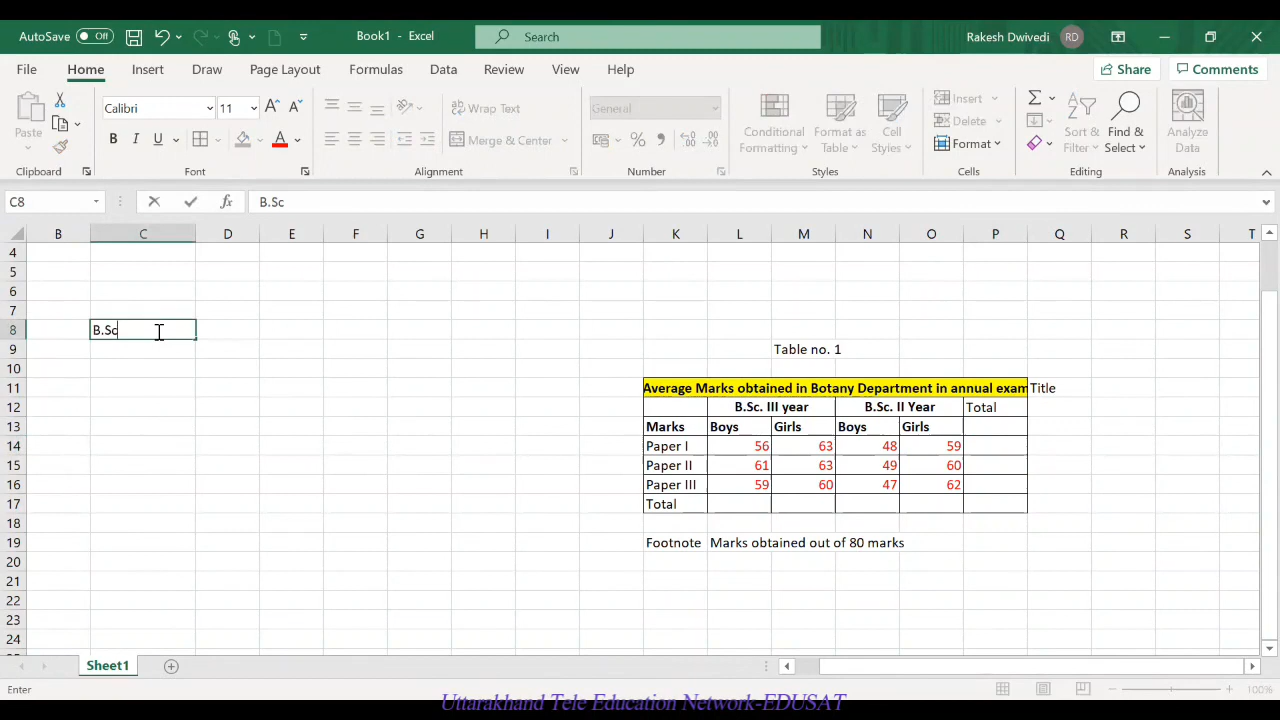 AutoSave Off Book1 - Excel Search Rakesh Dwivedi RD
File Home Insert Draw Page Layout Formulas Data Review View Help Share Comments
Paste Calibri 11 A A Wrap Text General Conditional Formatting Format as Table Cell Styles Insert Sort & Filter Find & Select Analyze Data
B I U A Merge & Center % Delete
Format
Clipboard Font Alignment Number Styles Cells Editing Analysis
C8 fx B.Sc
B C D E F G H I J K L M N O P Q R S T
4
5
6
7
8 B.Sc
9 Table no. 1
10
11 Average Marks obtained in Botany Department in annual exam Title
12 B.Sc. III year B.Sc. II Year Total
13 Marks Boys Girls Boys Girls
14 Paper I 56 63 48 59
15 Paper II 61 63 49 60
16 Paper III 59 60 47 62
17 Total
18
19 Footnote Marks obtained out of 80 marks
20
21
22
23
24
Sheet1
Enter 100%
Uttarakhand Tele Education Network-EDUSAT